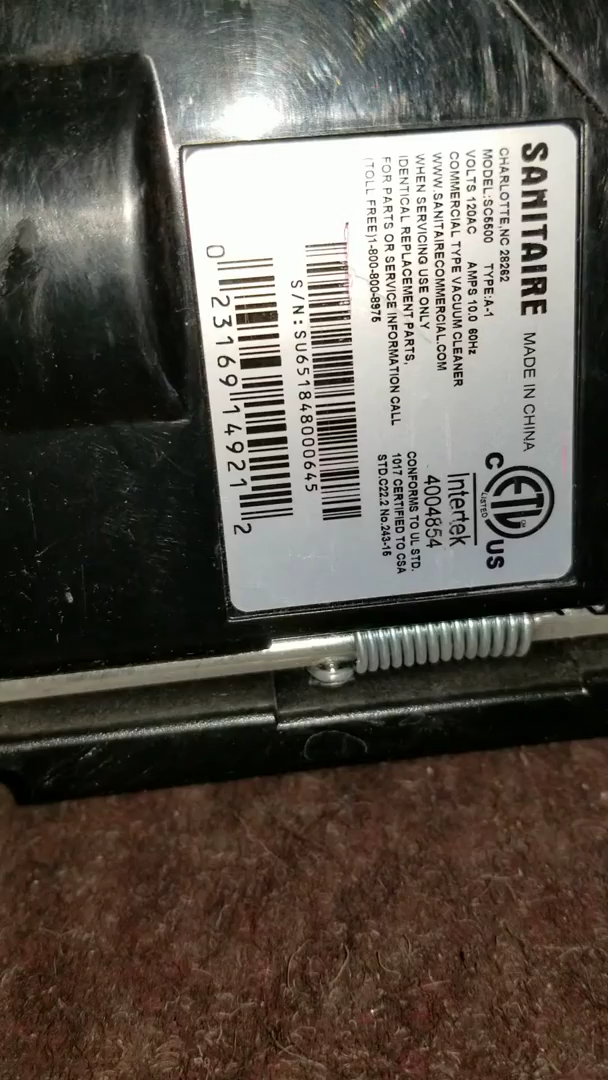 SANITAIRE MADE IN CHINA
CHARLOTTE, NC 28262
MODEL:SC5500 TYPE:A-1
VOLTS 120AC AMPS 10.0 60Hz
COMMERCIAL TYPE VACUUM CLEANER
WWW.SANITAIRECOMMERCIAL.COM
WHEN SERVICING USE ONLY
IDENTICAL REPLACEMENT PARTS,
FOR PARTS OR SERVICE INFORMATION CALL
(TOLL FREE)1-800-800-8975
C ETL US
LISTED
Intertek
4004854
CONFORMS TO UL STD.
1017 CERTIFIED TO CSA
STD.C22.2 No.243-15
S/N:SU651848000645
0 23169 14921 2